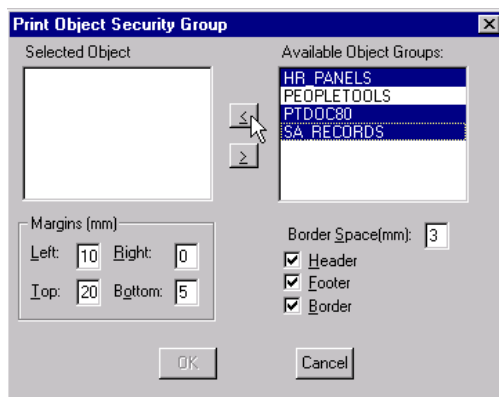 Print Object Security Group
Selected Object
Available Object Groups:
HR_PANELS
PEOPLETOOLS
PTDOC80
SA_RECORDS
<
>
Margins (mm)
Left: 10 Right: 0
Top: 20 Bottom: 5
Border Space(mm): 3
Header
Footer
Border
OK
Cancel